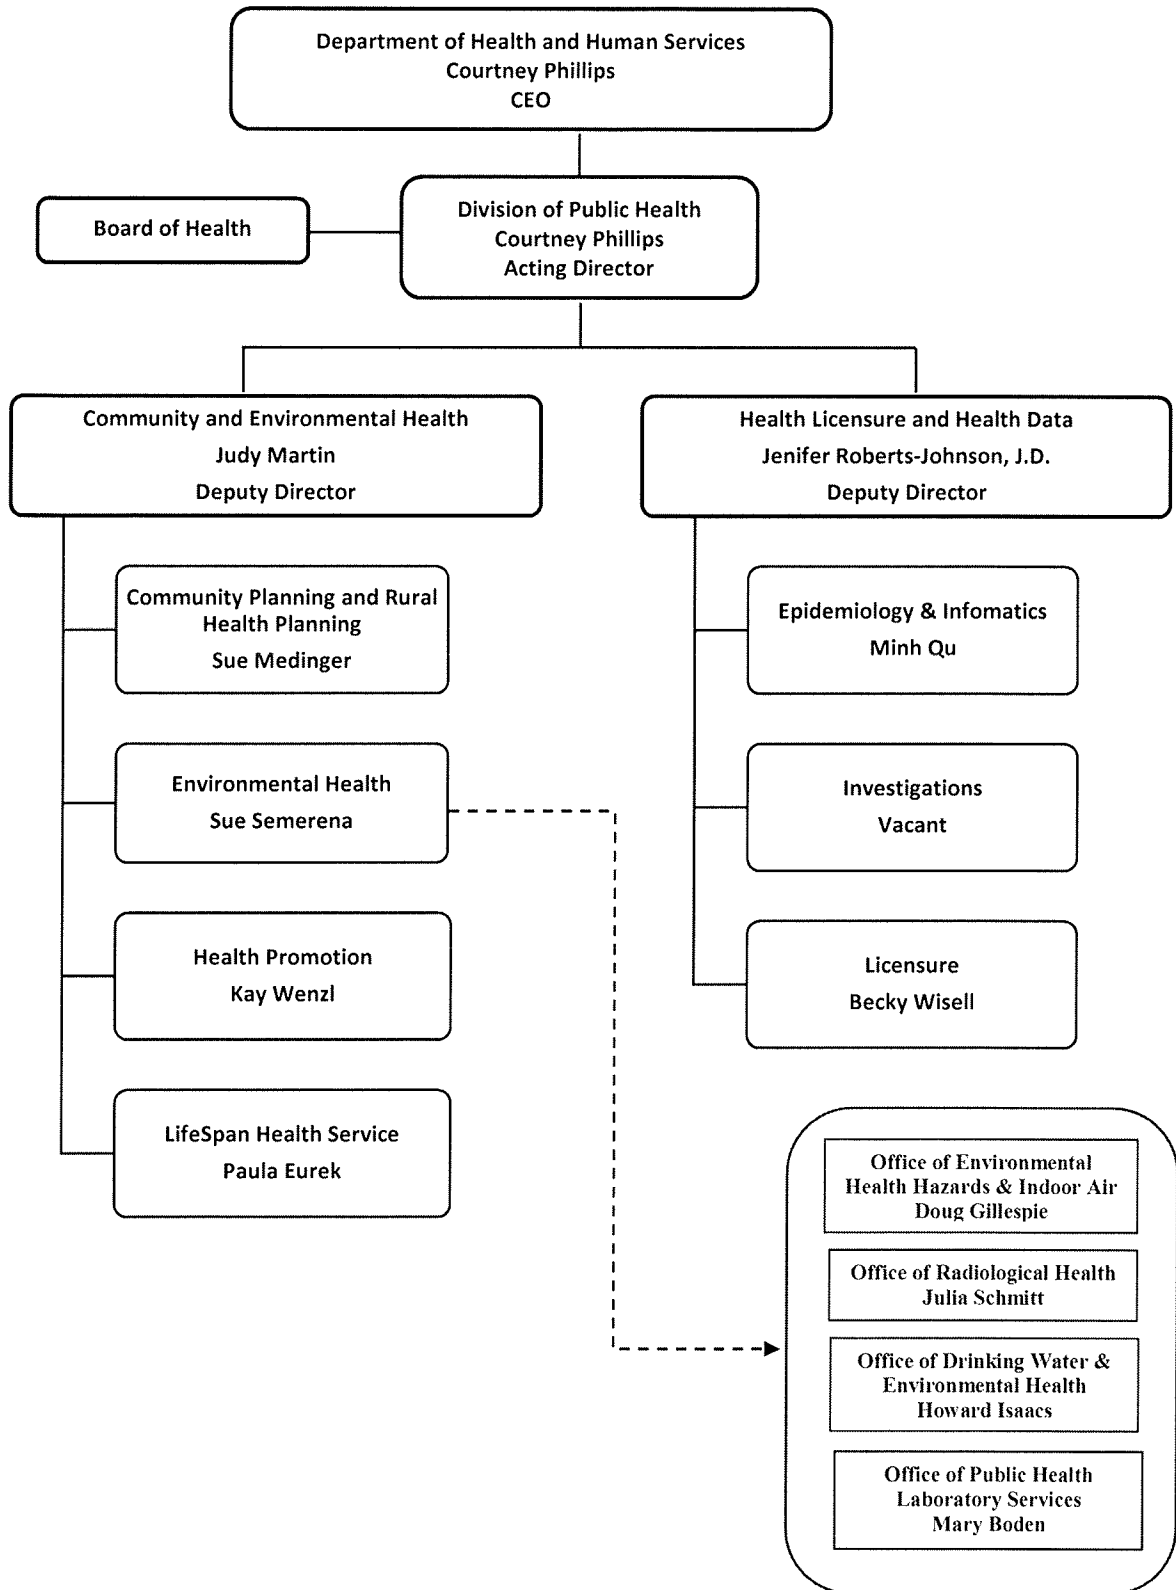 Department of Health and Human Services
Courtney Phillips
CEO
Board of Health
Division of Public Health
Courtney Phillips
Acting Director
Community and Environmental Health
Judy Martin
Deputy Director
Community Planning and Rural
Health Planning
Sue Medinger
Environmental Health
Sue Semerena
Health Promotion
Kay Wenzl
LifeSpan Health Service
Paula Eurek
Health Licensure and Health Data
Jenifer Roberts-Johnson, J.D.
Deputy Director
Epidemiology & Infomatics
Minh Qu
Investigations
Vacant
Licensure
Becky Wisell
Office of Environmental
Health Hazards & Indoor Air
Doug Gillespie
Office of Radiological Health
Julia Schmitt
Office of Drinking Water &
Environmental Health
Howard Isaacs
Office of Public Health
Laboratory Services
Mary Boden